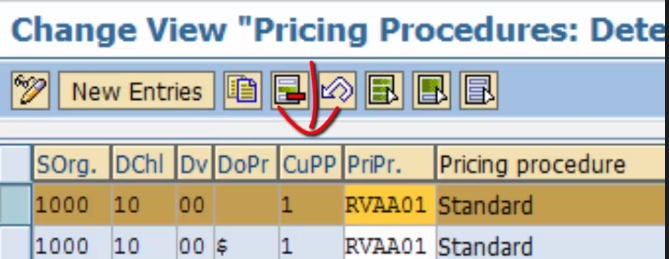 Change View "Pricing Procedures: Dete
New Entries
SOrg. DChl Dv DoPr CuPP PriPr. Pricing procedure
1000 10 00 1 RVAA01 Standard
1000 10 00 $ 1 RVAA01 Standard